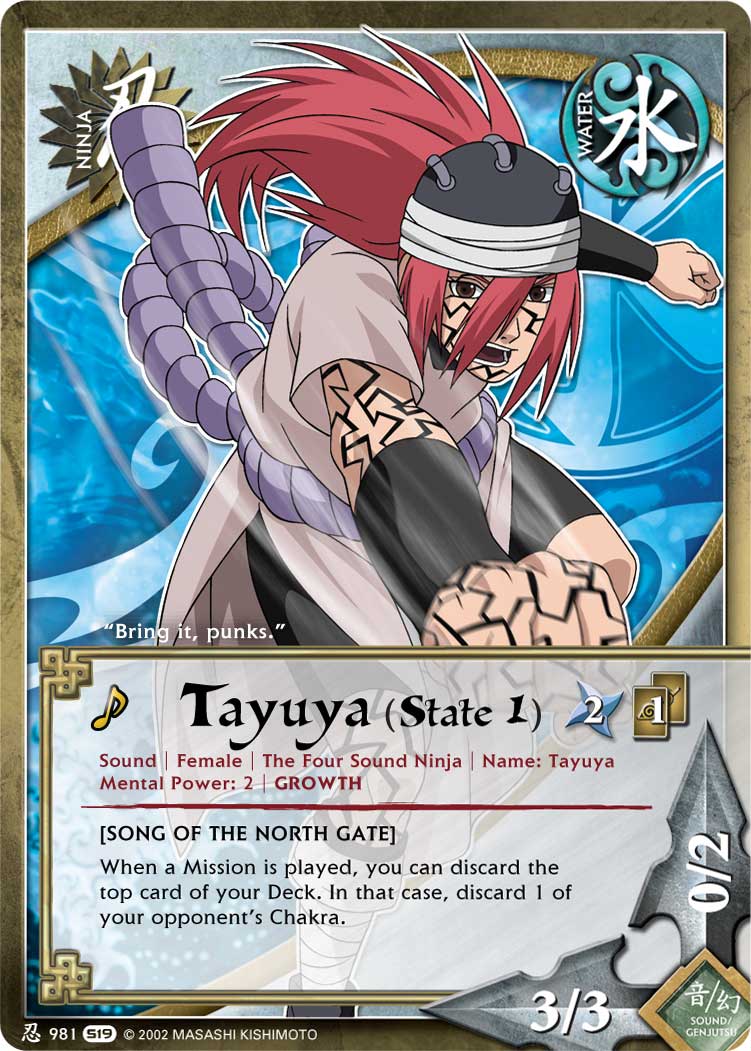 NINJA
忍
WATER
水
"Bring it, punks."
Tayuya (State 1)
2
1
Sound | Female | The Four Sound Ninja | Name: Tayuya
Mental Power: 2 | GROWTH
[SONG OF THE NORTH GATE]
When a Mission is played, you can discard the
top card of your Deck. In that case, discard 1 of
your opponent's Chakra.
0/2
3/3
音/幻
SOUND/
GENJUTSU
忍 981 S19 © 2002 MASASHI KISHIMOTO